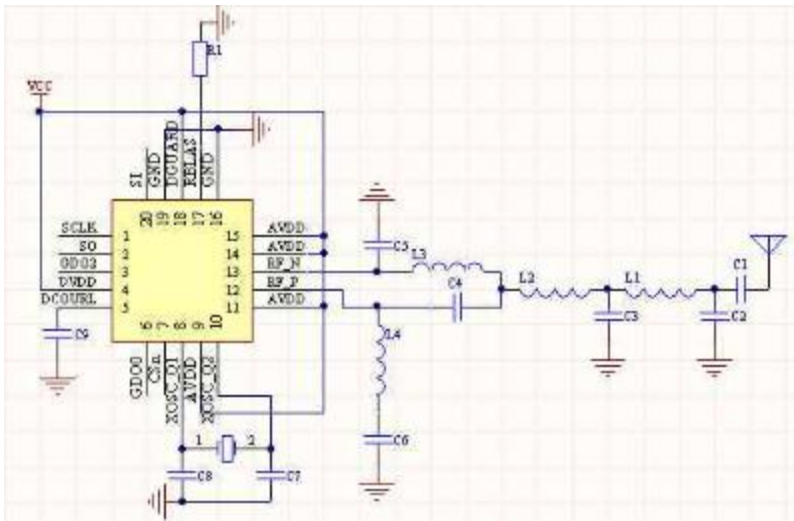 R1
VCC
SI
GND
DGUARD
RBLAS
GND
20
19
18
17
16
SCLK
1
SO
2
GDO2
3
DVDD
4
DCOURL
5
15
AVDD
14
AVDD
13
RF_N
12
RF_P
11
AVDD
6
7
8
9
10
GDO0
CSn
XOSC_Q1
AVDD
XOSC_Q2
C9
C5
L3
C4
L2
L1
C1
C3
C2
L4
C6
1
2
C8
C7